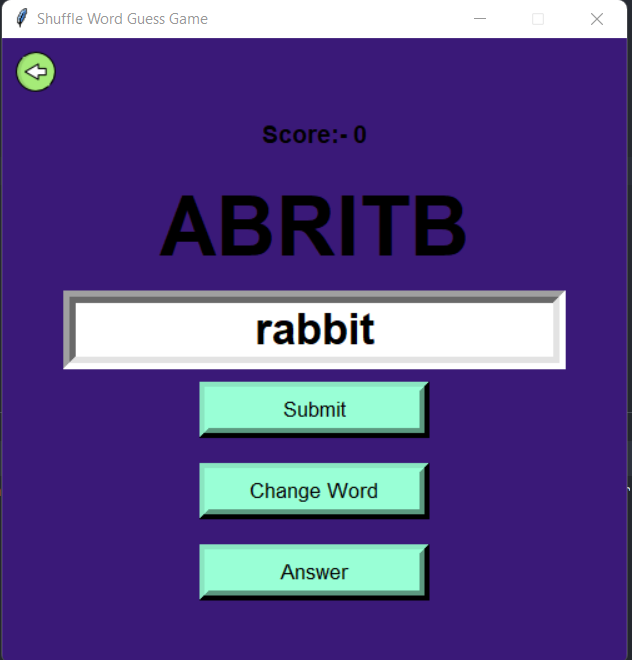 Shuffle Word Guess Game
Score:- 0
ABRITB
rabbit
Submit
Change Word
Answer